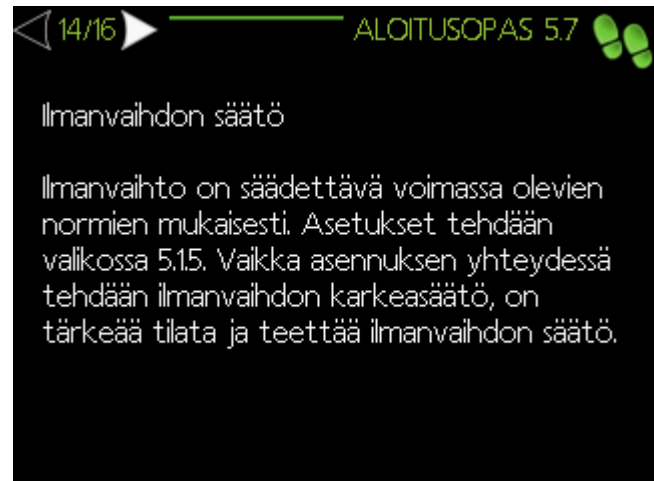 14/16
ALOITUSOPAS 5.7
Ilmanvaihdon säätö
Ilmanvaihto on säädettävä voimassa olevien
normien mukaisesti. Asetukset tehdään
valikossa 5.1.5. Vaikka asennuksen yhteydessä
tehdään ilmanvaihdon karkeasäätö, on
tärkeää tilata ja teettää ilmanvaihdon säätö.